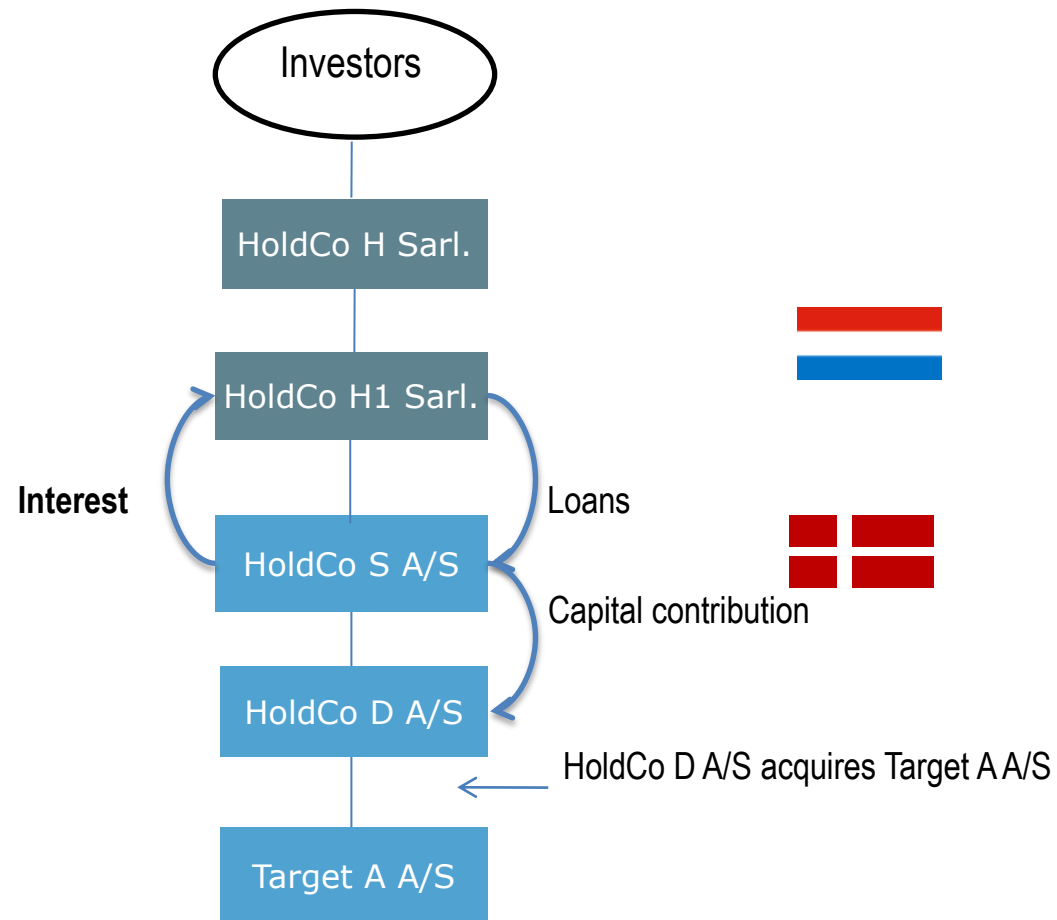 Investors
HoldCo H Sarl.
HoldCo H1 Sarl.
Interest
Loans
HoldCo S A/S
Capital contribution
HoldCo D A/S
HoldCo D A/S acquires Target A A/S
Target A A/S